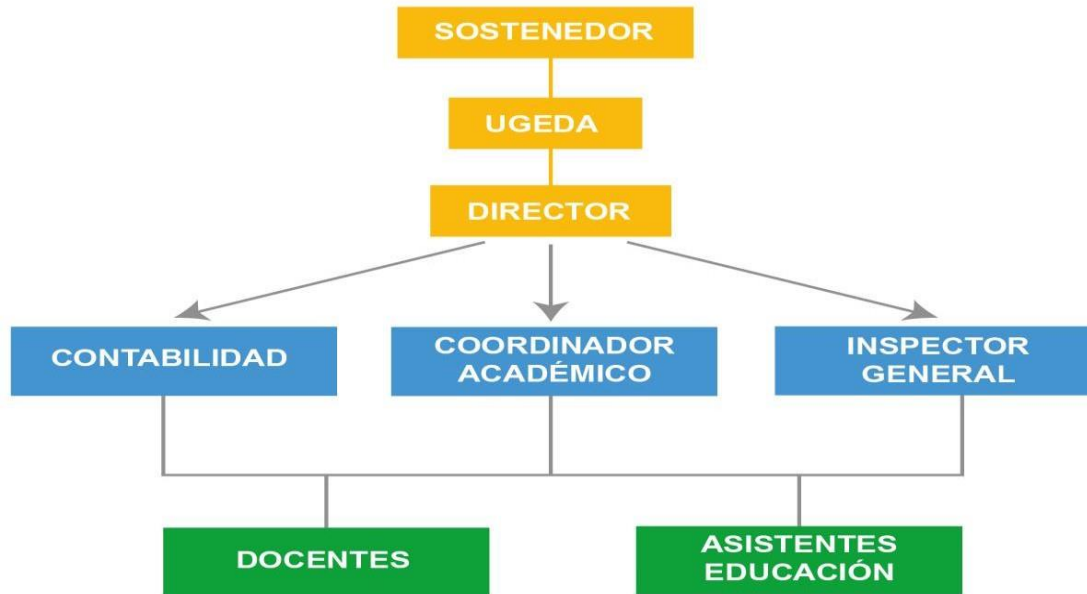 SOSTENEDOR
UGEDA
DIRECTOR
CONTABILIDAD
COORDINADOR
ACADÉMICO
INSPECTOR
GENERAL
DOCENTES
ASISTENTES
EDUCACIÓN